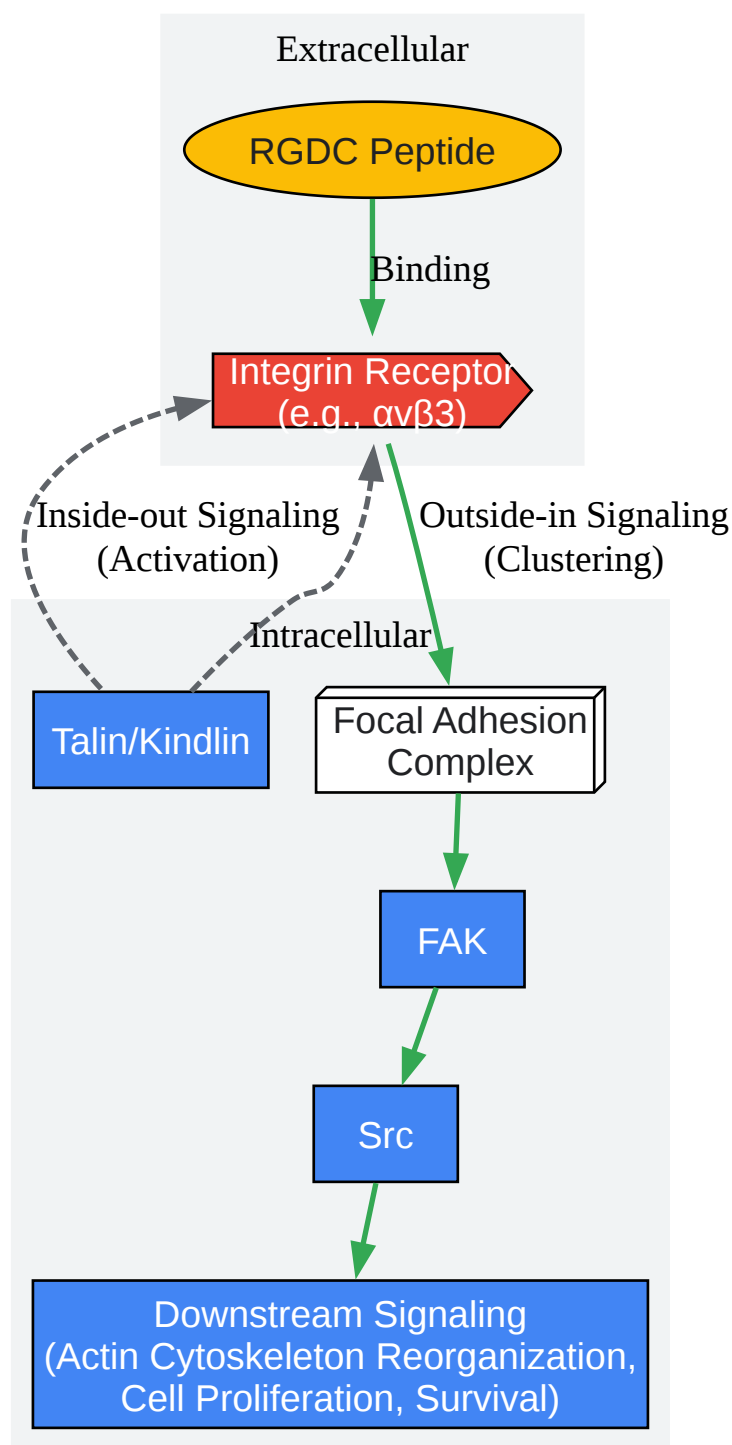 Extracellular
RGDC Peptide
Binding
Integrin Receptor
(e.g., αvβ3)
Inside-out Signaling
(Activation)
Outside-in Signaling
(Clustering)
Intracellular
Talin/Kindlin
Focal Adhesion
Complex
FAK
Src
Downstream Signaling
(Actin Cytoskeleton Reorganization,
Cell Proliferation, Survival)